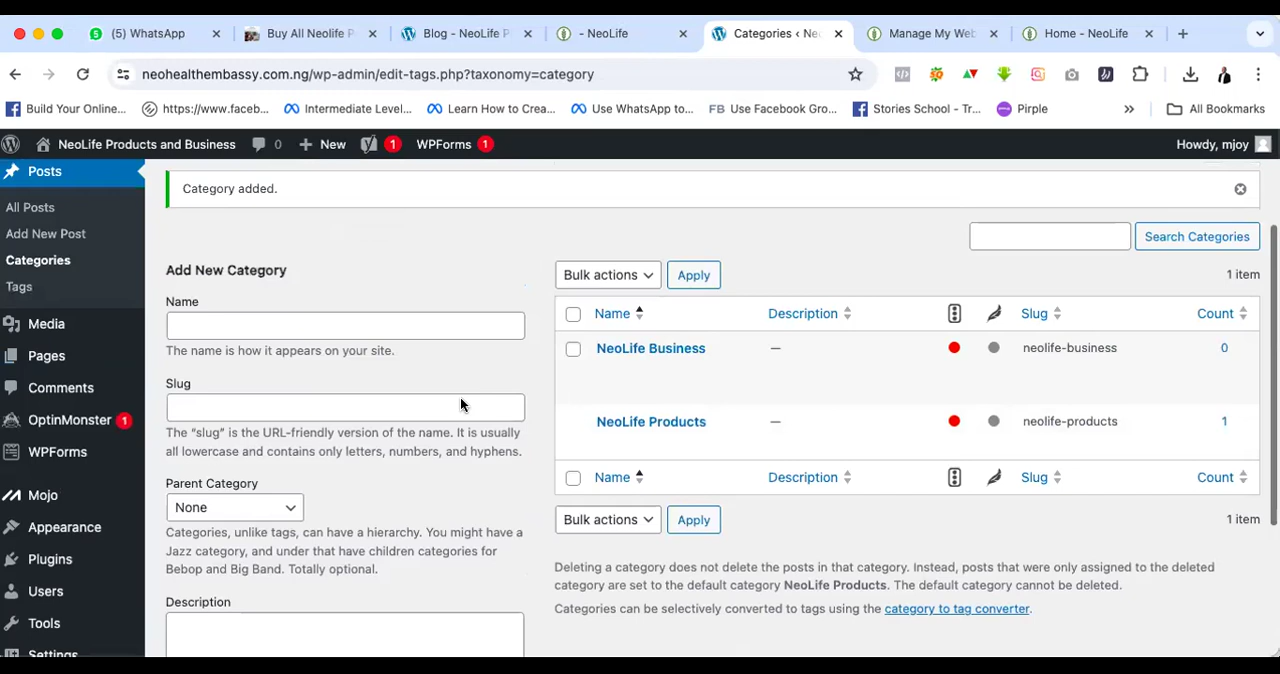 (5) WhatsApp
Buy All Neolife P
Blog - NeoLife P
- NeoLife
Categories ‹ Neo
Manage My Web
Home - NeoLife
neohealthembassy.com.ng/wp-admin/edit-tags.php?taxonomy=category
Build Your Online...
https://www.faceb...
Intermediate Level...
Learn How to Crea...
Use WhatsApp to...
FB Use Facebook Gro...
Stories School - Tr...
Pirple
»
All Bookmarks
NeoLife Products and Business
0
New
1
WPForms 1
Howdy, mjoy
Posts
All Posts
Add New Post
Categories
Tags
Media
Pages
Comments
OptinMonster 1
WPForms
Mojo
Appearance
Plugins
Users
Tools
Settings
Category added.
Search Categories
Add New Category
Name
The name is how it appears on your site.
Slug
The “slug” is the URL-friendly version of the name. It is usually
all lowercase and contains only letters, numbers, and hyphens.
Parent Category
None
Categories, unlike tags, can have a hierarchy. You might have a
Jazz category, and under that have children categories for
Bebop and Big Band. Totally optional.
Description
Bulk actions
Apply
1 item
Name Description Slug Count
NeoLife Business — neolife-business 0
NeoLife Products — neolife-products 1
Name Description Slug Count
Bulk actions
Apply
1 item
Deleting a category does not delete the posts in that category. Instead, posts that were only assigned to the deleted
category are set to the default category NeoLife Products. The default category cannot be deleted.
Categories can be selectively converted to tags using the category to tag converter.